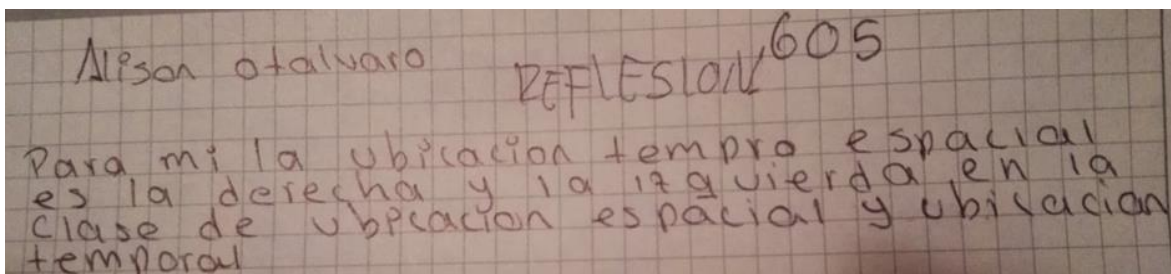 Alison otalvaro 605
REFLESION
Para mi la ubicacion tempro espacial
es la derecha y la izquierda en la
clase de ubicacion espacial y ubicacion
temporal